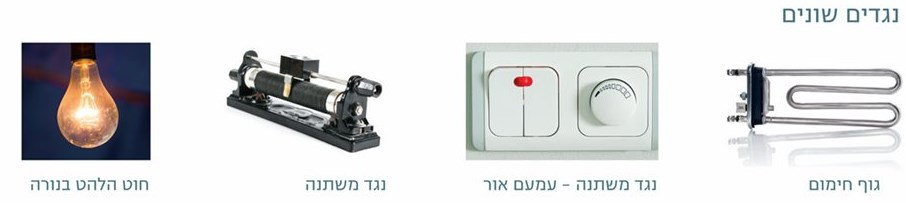 נגדים שונים
גוף חימום
נגד משתנה - עמעם אור
נגד משתנה
חוט הלהט בנורה